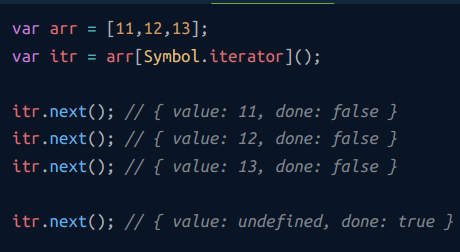 var arr = [11,12,13];
var itr = arr[Symbol.iterator]();
itr.next(); // { value: 11, done: false }
itr.next(); // { value: 12, done: false }
itr.next(); // { value: 13, done: false }
itr.next(); // { value: undefined, done: true }